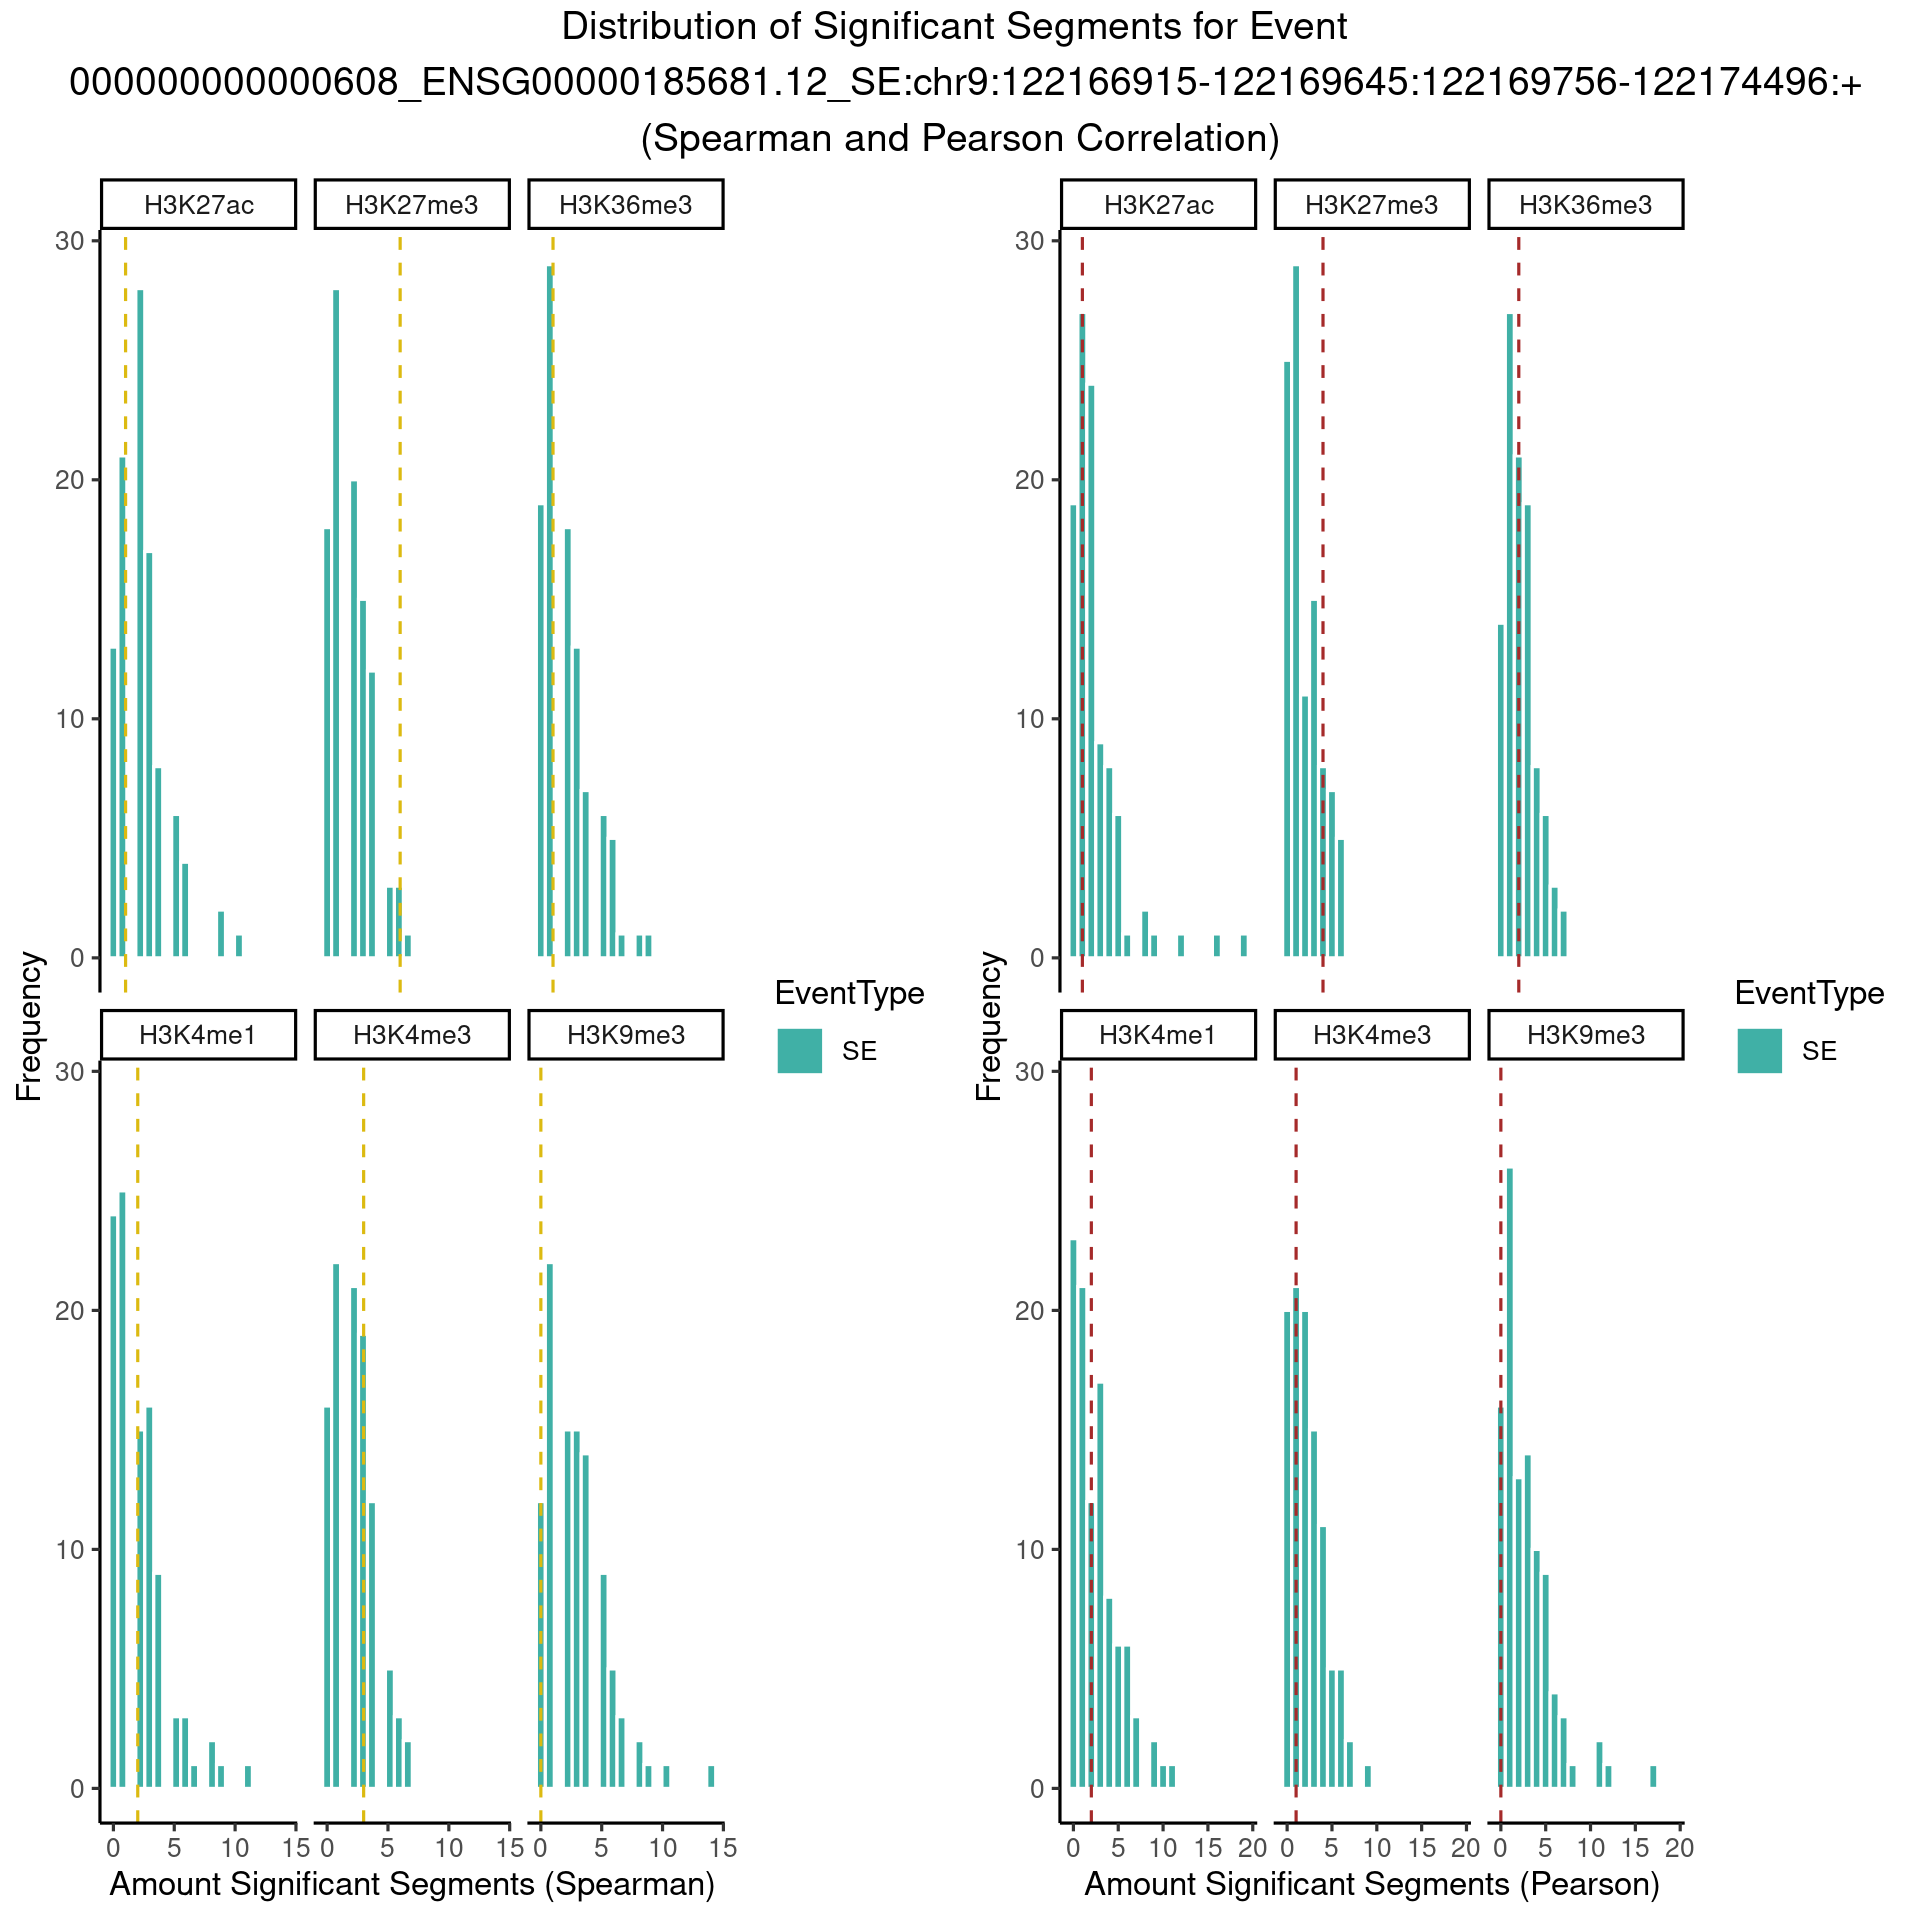 Distribution of Significant Segments for Event
000000000000608_ENSG00000185681.12_SE:chr9:122166915-122169645:122169756-122174496:+
(Spearman and Pearson Correlation)
H3K27ac H3K27me3 H3K36me3
30
20
10
0
H3K4me1 H3K4me3 H3K9me3
30
20
10
0
0 5 10 15 0 5 10 15 0 5 10 15
Frequency
Amount Significant Segments (Spearman)
EventType
SE
H3K27ac H3K27me3 H3K36me3
30
20
10
0
H3K4me1 H3K4me3 H3K9me3
30
20
10
0
0 5 10 15 20 0 5 10 15 20 0 5 10 15 20
Frequency
Amount Significant Segments (Pearson)
EventType
SE